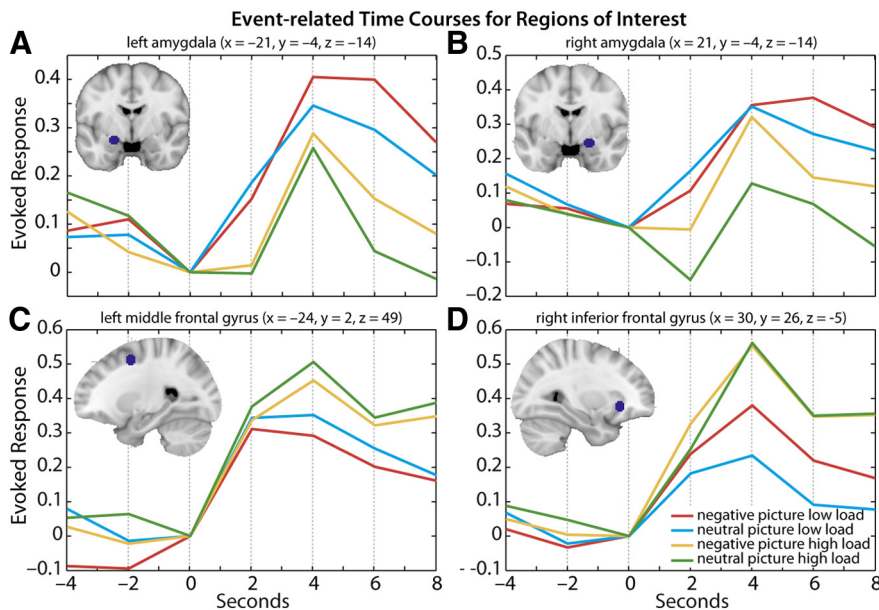 Event-related Time Courses for Regions of Interest
A
left amygdala (x = –21, y = –4, z = –14)
0.4
0.3
0.2
0.1
0
Evoked Response
B
right amygdala (x = 21, y = –4, z = –14)
0.5
0.4
0.3
0.2
0.1
0
–0.1
–0.2
C
left middle frontal gyrus (x = –24, y = 2, z = 49)
0.6
0.5
0.4
0.3
0.2
0.1
0
–0.1
Evoked Response
–4
–2
0
2
4
6
8
Seconds
D
right inferior frontal gyrus (x = 30, y = 26, z = -5)
0.6
0.5
0.4
0.3
0.2
0.1
0
- -0.1
negative picture low load
neutral picture low load
negative picture high load
neutral picture high load
–4
–2
0
2
4
6
8
Seconds